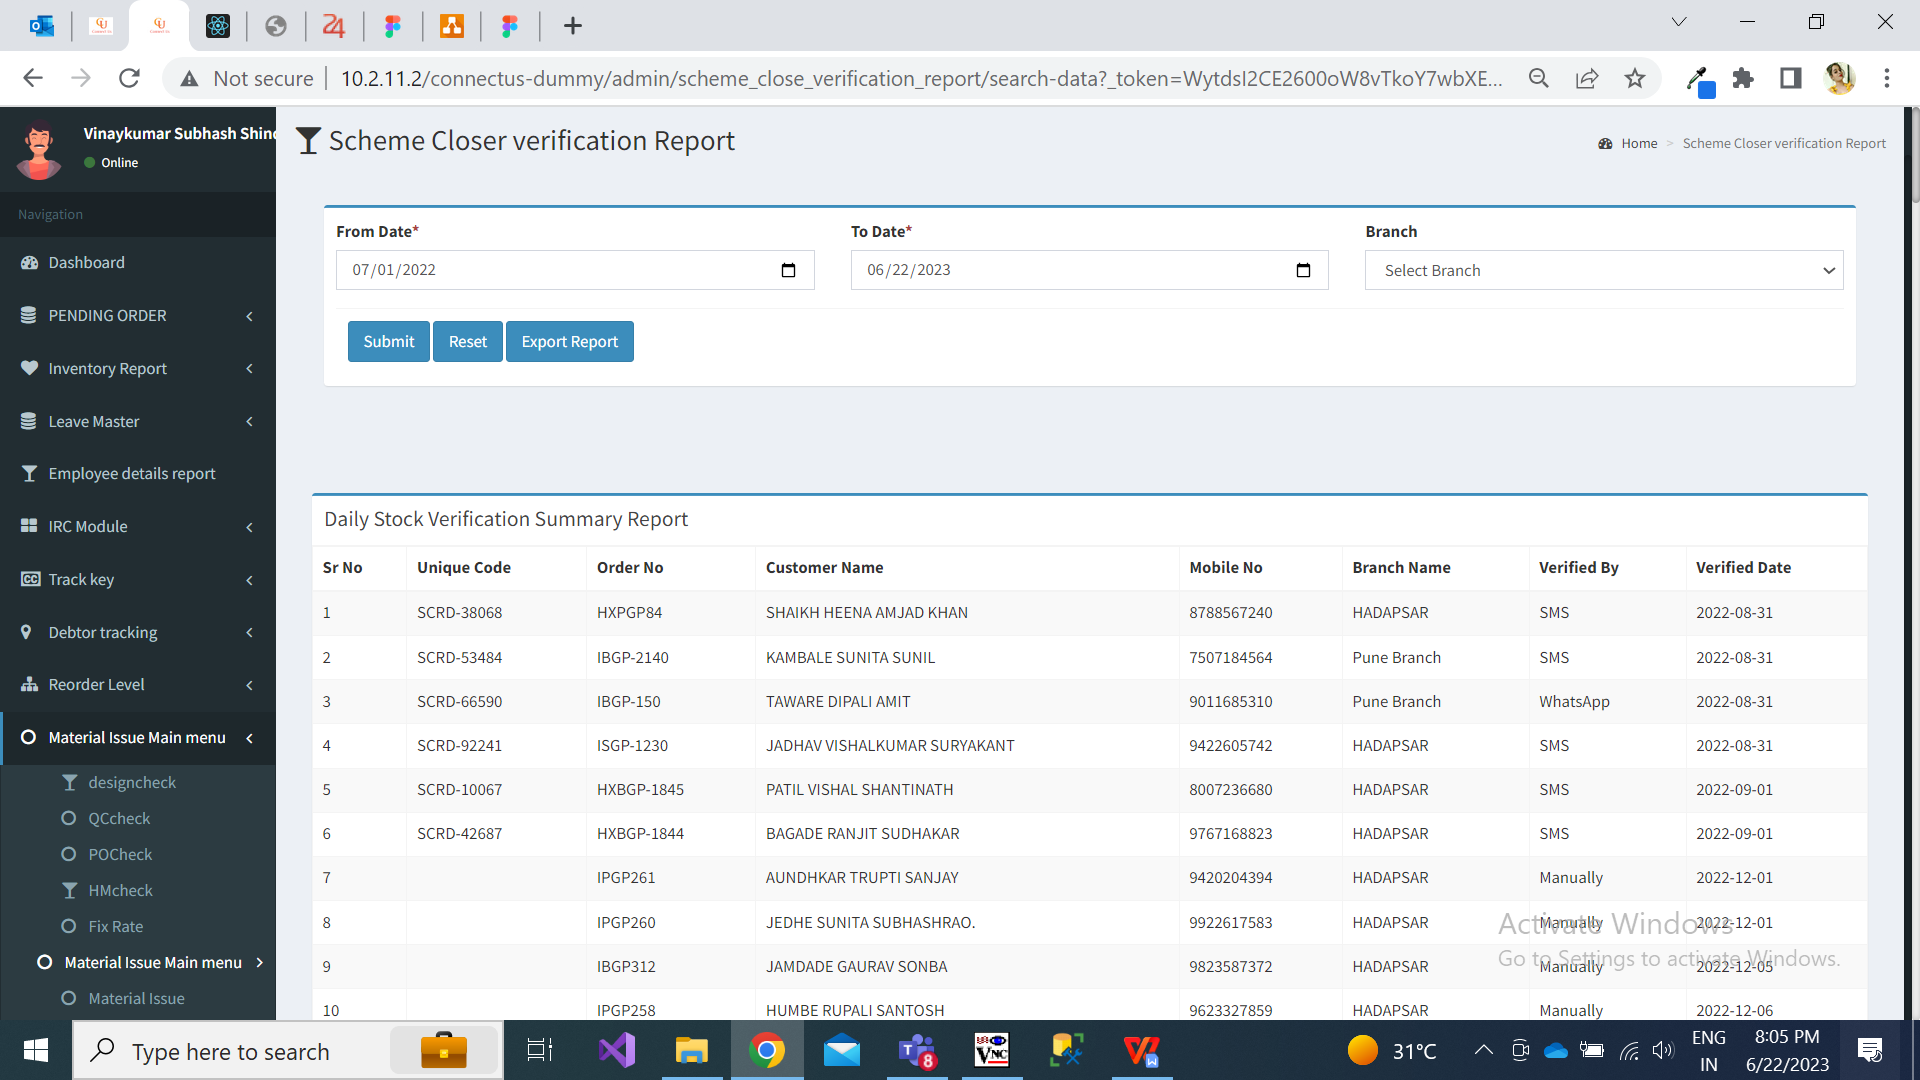 Not secure
10.2.11.2/connectus-dummy/admin/scheme_close_verification_report/search-data?_token=WytdsI2CE2600oW8vTkoY7wbXE...
Vinaykumar Subhash Shind
Online
Navigation
Dashboard
PENDING ORDER
Inventory Report
Leave Master
Employee details report
IRC Module
Track key
Debtor tracking
Reorder Level
Material Issue Main menu
designcheck
QCcheck
POCheck
HMcheck
Fix Rate
Material Issue Main menu
Material Issue
Scheme Closer verification Report
Home > Scheme Closer verification Report
From Date* To Date* Branch
07/01/2022 06/22/2023 Select Branch
Submit Reset Export Report
Daily Stock Verification Summary Report
Sr No Unique Code Order No Customer Name Mobile No Branch Name Verified By Verified Date
1 SCRD-38068 HXPGP84 SHAIKH HEENA AMJAD KHAN 8788567240 HADAPSAR SMS 2022-08-31
2 SCRD-53484 IBGP-2140 KAMBALE SUNITA SUNIL 7507184564 Pune Branch SMS 2022-08-31
3 SCRD-66590 IBGP-150 TAWARE DIPALI AMIT 9011685310 Pune Branch WhatsApp 2022-08-31
4 SCRD-92241 ISGP-1230 JADHAV VISHALKUMAR SURYAKANT 9422605742 HADAPSAR SMS 2022-08-31
5 SCRD-10067 HXBGP-1845 PATIL VISHAL SHANTINATH 8007236680 HADAPSAR SMS 2022-09-01
6 SCRD-42687 HXBGP-1844 BAGADE RANJIT SUDHAKAR 9767168823 HADAPSAR SMS 2022-09-01
7 IPGP261 AUNDHKAR TRUPTI SANJAY 9420204394 HADAPSAR Manually 2022-12-01
8 IPGP260 JEDHE SUNITA SUBHASHRAO. 9922617583 HADAPSAR Manually 2022-12-01
9 IBGP312 JAMDADE GAURAV SONBA 9823587372 HADAPSAR Manually 2022-12-05
10 IPGP258 HUMBE RUPALI SANTOSH 9623327859 HADAPSAR Manually 2022-12-06
Activate Windows
Go to Settings to activate Windows.
Type here to search
8
31°C
ENG
IN
8:05 PM
6/22/2023